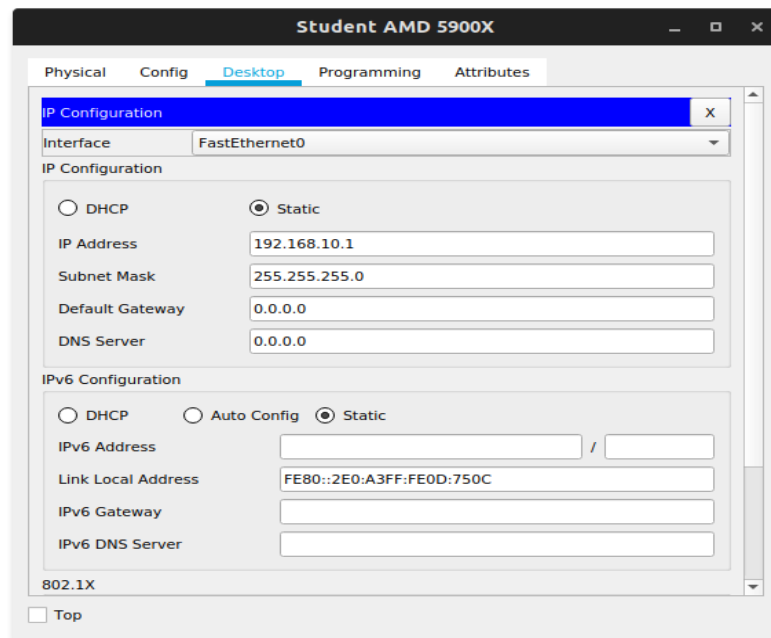 Student AMD 5900X
Physical Config Desktop Programming Attributes
IP Configuration X
Interface FastEthernet0
IP Configuration
DHCP Static
IP Address 192.168.10.1
Subnet Mask 255.255.255.0
Default Gateway 0.0.0.0
DNS Server 0.0.0.0
IPv6 Configuration
DHCP Auto Config Static
IPv6 Address /
Link Local Address FE80::2E0:A3FF:FE0D:750C
IPv6 Gateway
IPv6 DNS Server
802.1X
Top